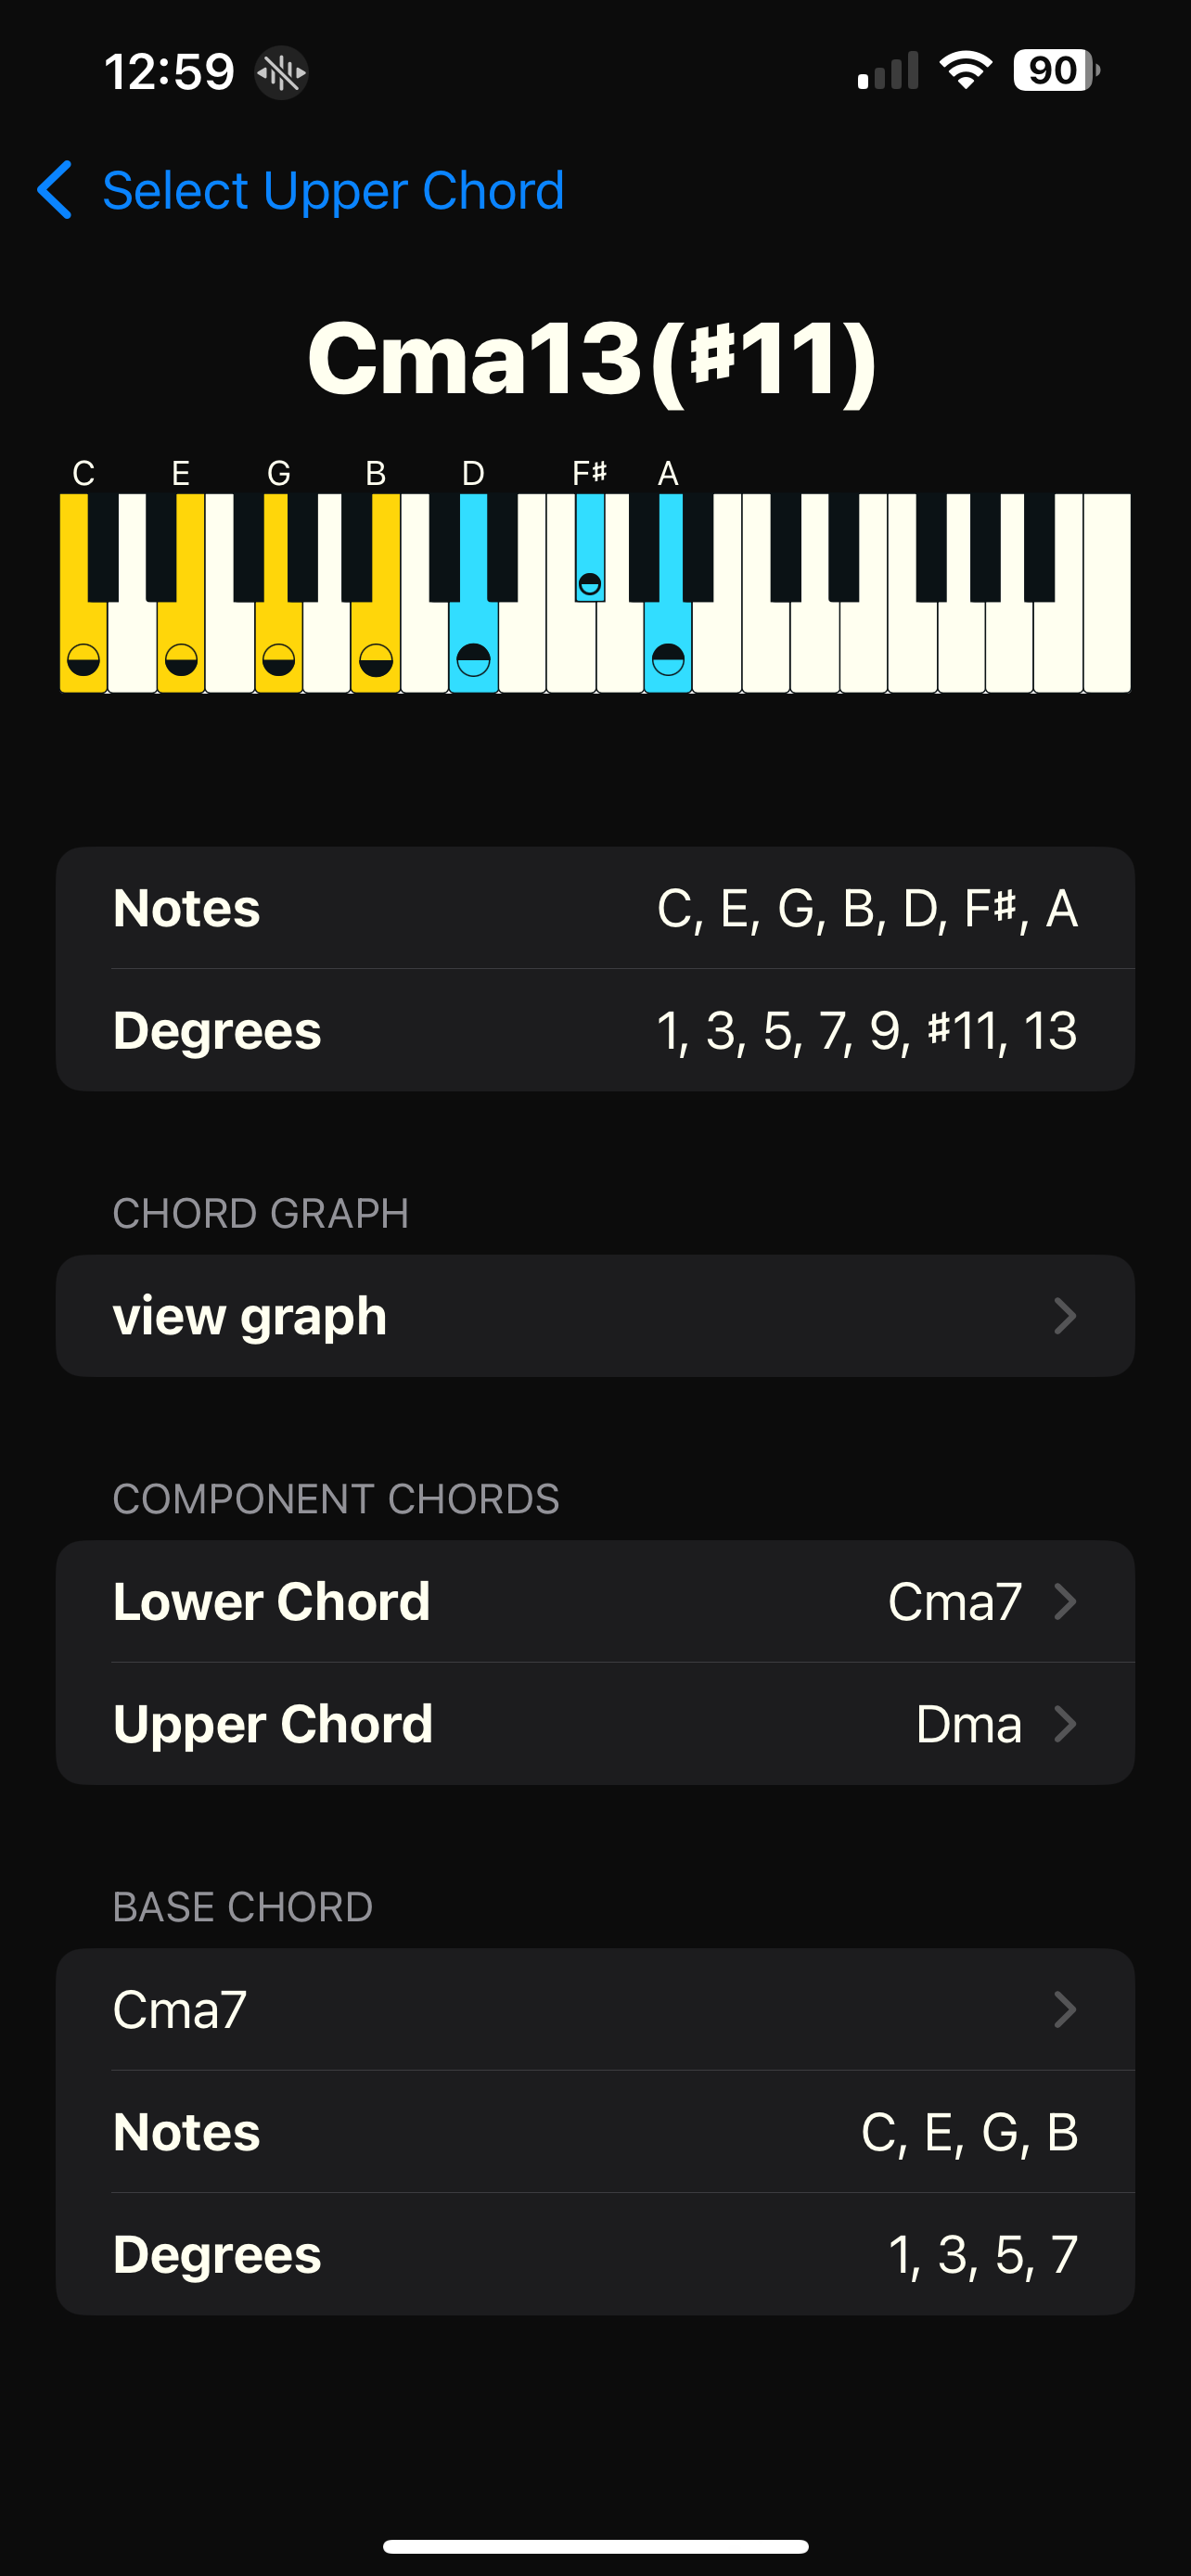 12:59 90
Select Upper Chord
Cma13(♯11)
C E G B D F♯ A
Notes C, E, G, B, D, F♯, A
Degrees 1, 3, 5, 7, 9, ♯11, 13
CHORD GRAPH
view graph
COMPONENT CHORDS
Lower Chord Cma7
Upper Chord Dma
BASE CHORD
Cma7
Notes C, E, G, B
Degrees 1, 3, 5, 7